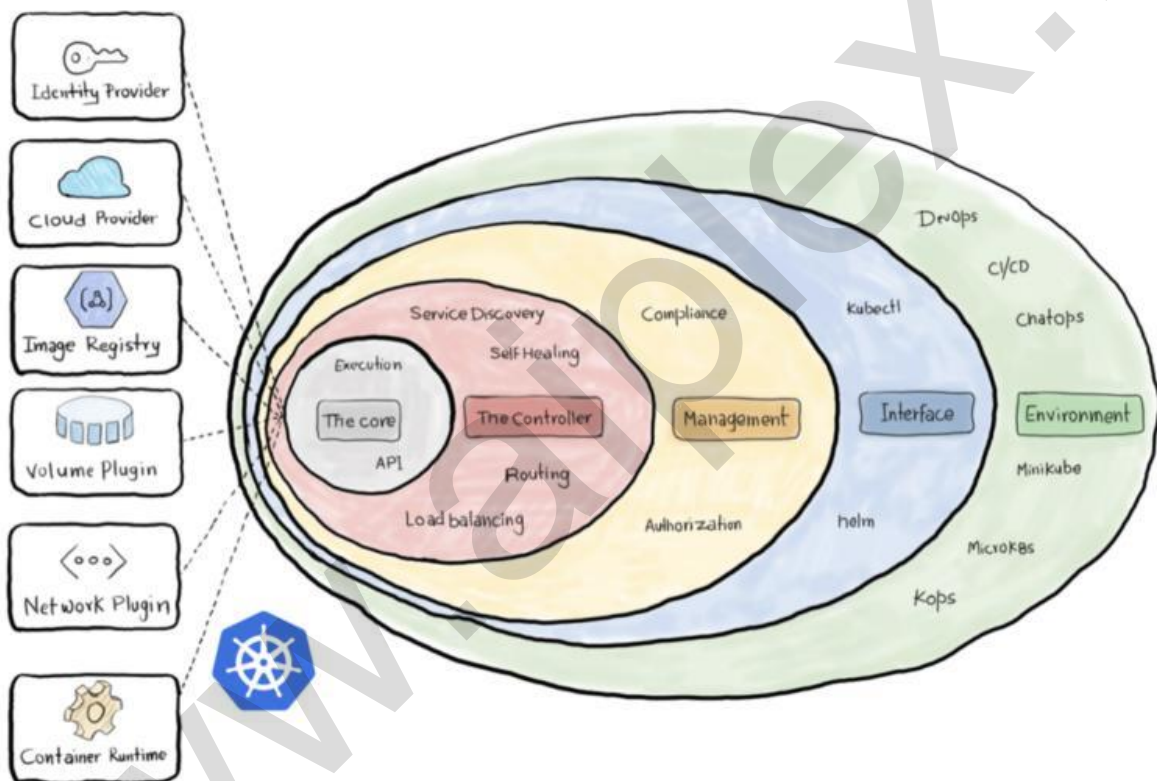 Identity Provider
Cloud Provider
Image Registry
Volume Plugin
Network Plugin
Container Runtime
Execution
The core
API
Service Discovery
Self Healing
The Controller
Routing
Load balancing
Compliance
Management
Authorization
Kubectl
Interface
helm
DevOps
CI/CD
Chatops
Environment
Minikube
MicroK8s
Kops
www.aiplex.